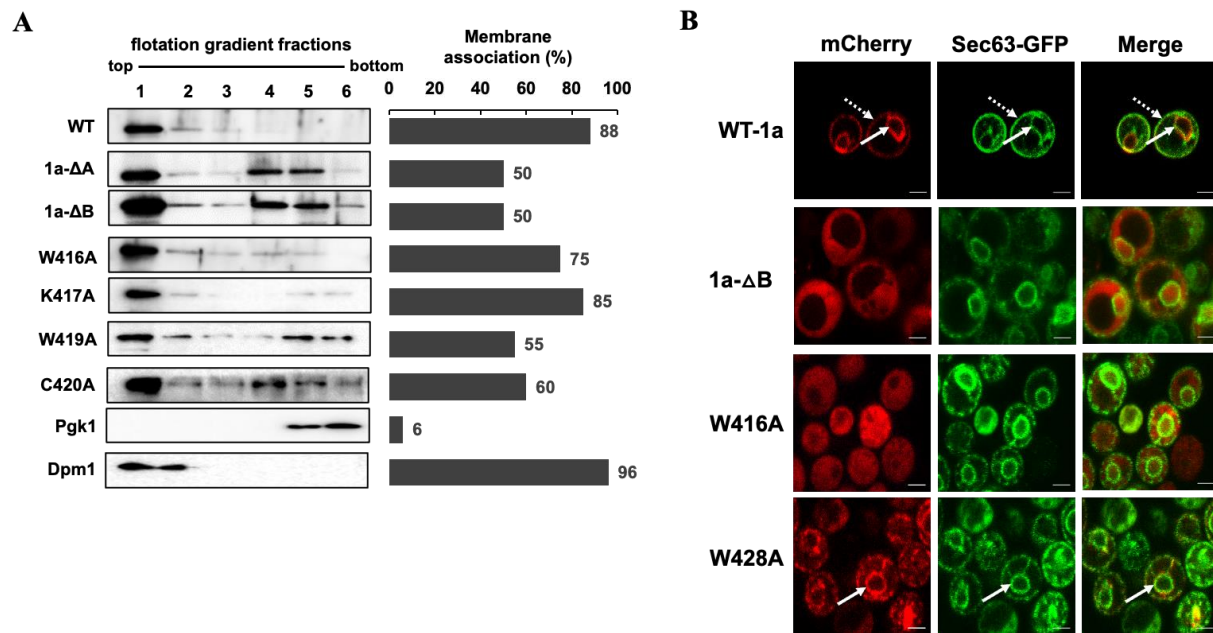 A
flotation gradient fractions
top bottom
1 2 3 4 5 6
Membrane
association (%)
0 20 40 60 80 100
WT 88
1a-ΔA 50
1a-ΔB 50
W416A 75
K417A 85
W419A 55
C420A 60
Pgk1 6
Dpm1 96
B
mCherry Sec63-GFP Merge
WT-1a
1a-ΔB
W416A
W428A